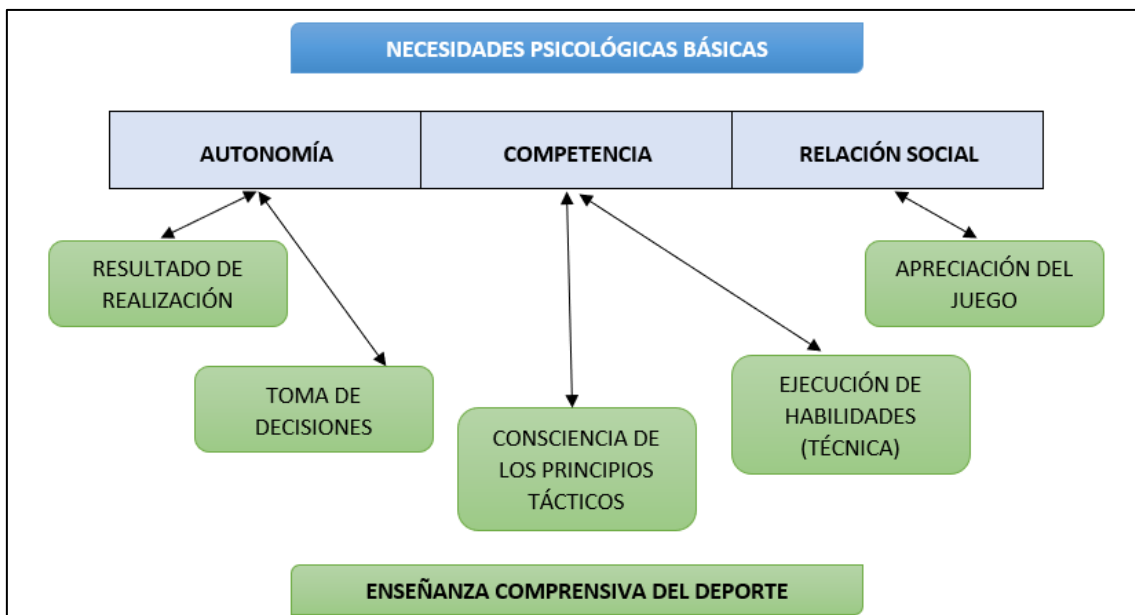 NECESIDADES PSICOLÓGICAS BÁSICAS
AUTONOMÍA
COMPETENCIA
RELACIÓN SOCIAL
RESULTADO DE
REALIZACIÓN
APRECIACIÓN DEL
JUEGO
TOMA DE
DECISIONES
EJECUCIÓN DE
HABILIDADES
(TÉCNICA)
CONSCIENCIA DE
LOS PRINCIPIOS
TÁCTICOS
ENSEÑANZA COMPRENSIVA DEL DEPORTE